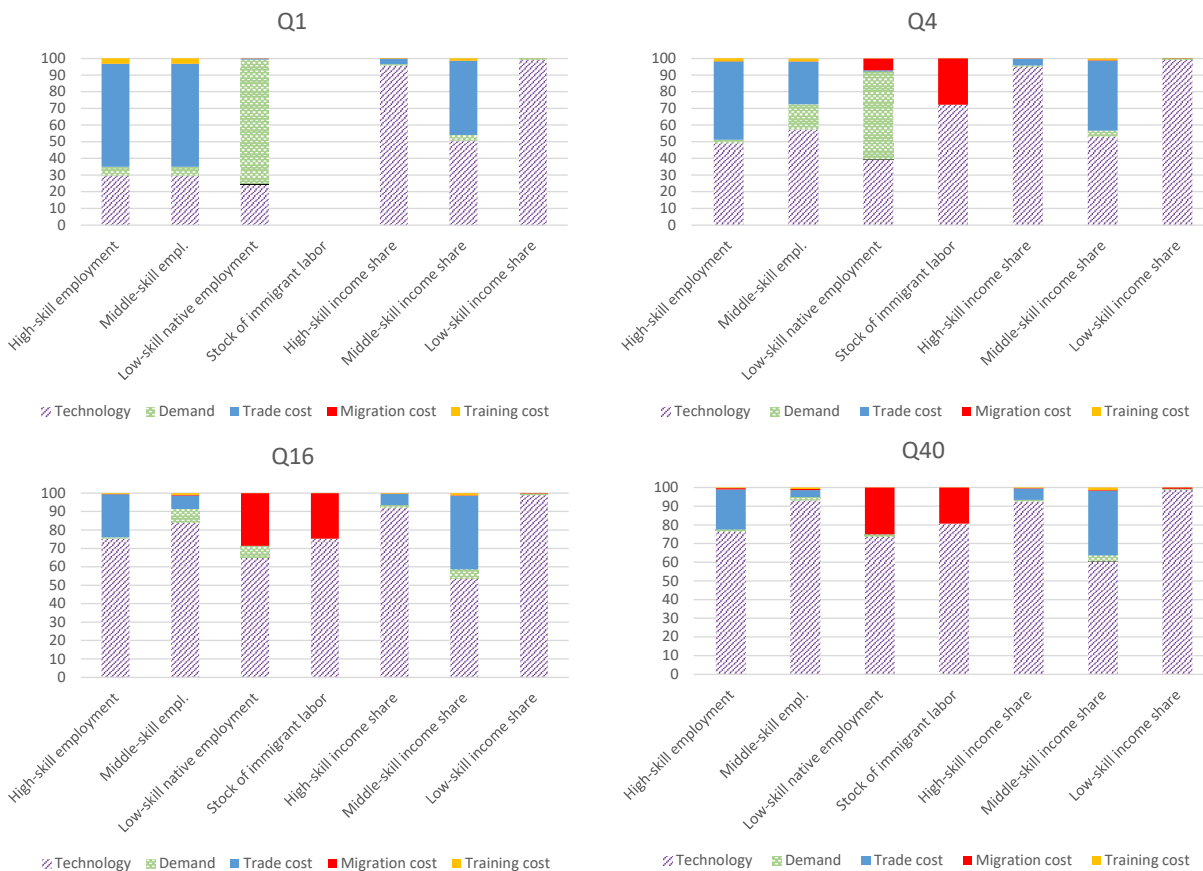 Q1
100
90
80
70
60
50
40
30
20
10
0
High-skill employment
Middle-skill empl.
Low-skill native employment
Stock of immigrant labor
High-skill income share
Middle-skill income share
Low-skill income share
Technology Demand Trade cost Migration cost Training cost
Q4
100
90
80
70
60
50
40
30
20
10
0
High-skill employment
Middle-skill empl.
Low-skill native employment
Stock of immigrant labor
High-skill income share
Middle-skill income share
Low-skill income share
Technology Demand Trade cost Migration cost Training cost
Q16
100
90
80
70
60
50
40
30
20
10
0
High-skill employment
Middle-skill empl.
Low-skill native employment
Stock of immigrant labor
High-skill income share
Middle-skill income share
Low-skill income share
Technology Demand Trade cost Migration cost Training cost
Q40
100
90
80
70
60
50
40
30
20
10
0
High-skill employment
Middle-skill empl.
Low-skill native employment
Stock of immigrant labor
High-skill income share
Middle-skill income share
Low-skill income share
Technology Demand Trade cost Migration cost Training cost